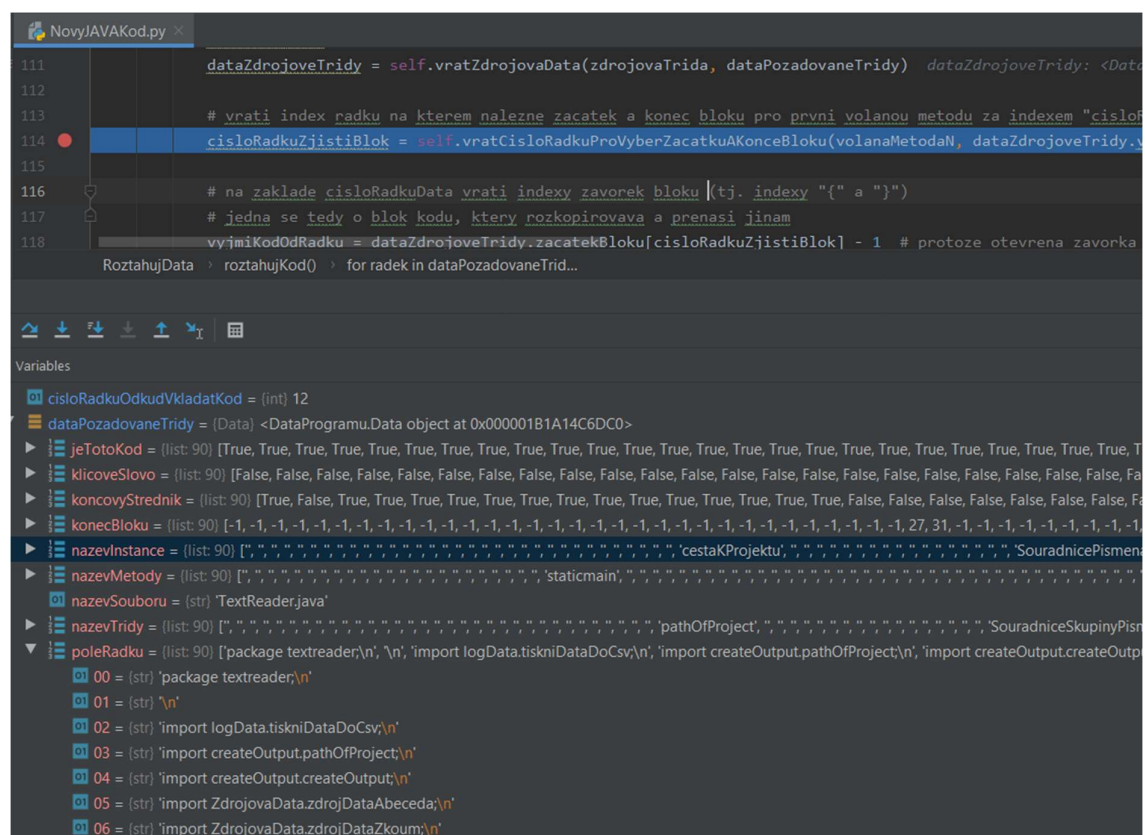 NovyJAVAKod.py
111 dataZdrojoveTridy = self.vratZdrojovaData(zdrojovaTrida, dataPozadovaneTridy) dataZdrojoveTridy: <Data
112
113 # vrati index radku na kterem nalezne zacatek a konec bloku pro prvni volanou metodu za indexem "cisloR
114 cisloRadkuZjistiBlok = self.vratCisloRadkuProVyberZacatkuAKonceBloku(volanaMetodaN, dataZdrojoveTridy.
115
116 # na zaklade cisloRadkuData vrati indexy zavorek bloku (tj. indexy "{" a "}")
117 # jedna se tedy o blok kodu, ktery rozkopirovava a prenasi jinam
118 vyjmiKodOdRadku = dataZdrojoveTridy.zacatekBloku[cisloRadkuZjistiBlok] - 1 # protoze otevrena zavorka
RoztahujData › roztahujKod() › for radek in dataPozadovaneTrid...
Variables
cisloRadkuOdkudVkladatKod = {int} 12
dataPozadovaneTridy = {Data} <DataProgramu.Data object at 0x000001B1A14C6DC0>
jeTotoKod = {list: 90} [True, True, True, True, True, True, True, True, True, True, True, True, True, True, True, True, True, True, True, True, True, True, T
klicoveSlovo = {list: 90} [False, False, False, False, False, False, False, False, False, False, False, False, False, False, False, False, False, False, False, False, False, False, Fa
koncovyStrednik = {list: 90} [True, False, True, True, True, True, True, True, True, True, True, True, True, True, True, False, False, False, False, False, False, Fa
konecBloku = {list: 90} [-1, -1, -1, -1, -1, -1, -1, -1, -1, -1, -1, -1, -1, -1, -1, -1, -1, -1, -1, -1, -1, -1, -1, -1, -1, 27, 31, -1, -1, -1, -1, -1, -1, -1, -1, -1,
nazevInstance = {list: 90} ['', '', '', '', '', '', '', '', '', '', '', '', '', '', '', '', '', '', '', '', '', '', '', '', '', '', '', '', '', '', '', '', 'cestaKProjektu', '', '', '', '', '', '', '', '', '', '', '', '', '', '', '', '', '', 'SouradnicePismena
nazevMetody = {list: 90} ['', '', '', '', '', '', '', '', '', '', '', '', '', '', '', '', '', '', '', '', '', '', '', 'staticmain', '', '', '', '', '', '', '', '', '', '', '', '', '', '', '', '', '', '', '', '', '', '', '', '', '', '',
nazevSouboru = {str} 'TextReader.java'
nazevTridy = {list: 90} ['', '', '', '', '', '', '', '', '', '', '', '', '', '', '', '', '', '', '', '', '', '', '', '', '', '', '', '', '', '', '', '', 'pathOfProject', '', '', '', '', '', '', '', '', '', '', '', '', '', '', '', '', '', 'SouradniceSkupinyPism
poleRadku = {list: 90} ['package textreader;\n', '\n', 'import logData.tiskniDataDoCsv;\n', 'import createOutput.pathOfProject;\n', 'import createOutput.createOutp
00 = {str} 'package textreader;\n'
01 = {str} '\n'
02 = {str} 'import logData.tiskniDataDoCsv;\n'
03 = {str} 'import createOutput.pathOfProject;\n'
04 = {str} 'import createOutput.createOutput;\n'
05 = {str} 'import ZdrojovaData.zdrojDataAbeceda;\n'
06 = {str} 'import ZdrojovaData.zdrojDataZkoum;\n'